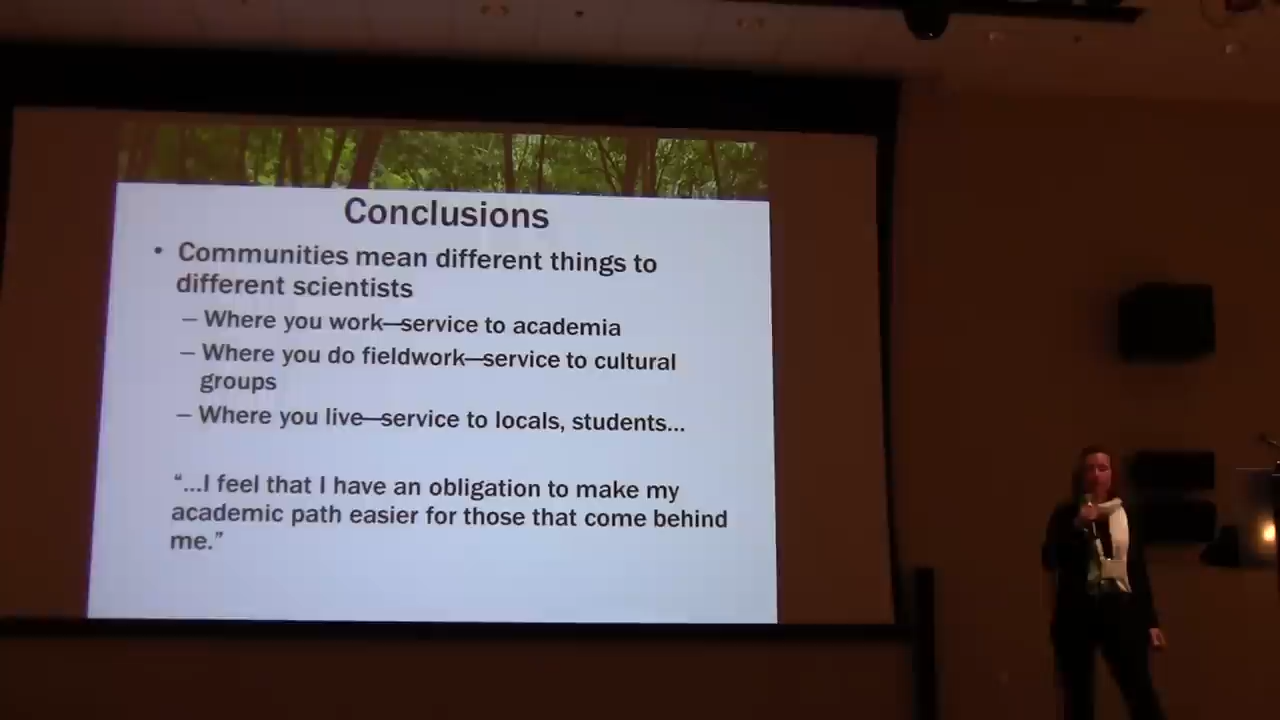 Conclusions
• Communities mean different things to
different scientists
– Where you work—service to academia
– Where you do fieldwork—service to cultural
groups
– Where you live—service to locals, students...
“...I feel that I have an obligation to make my
academic path easier for those that come behind
me.”